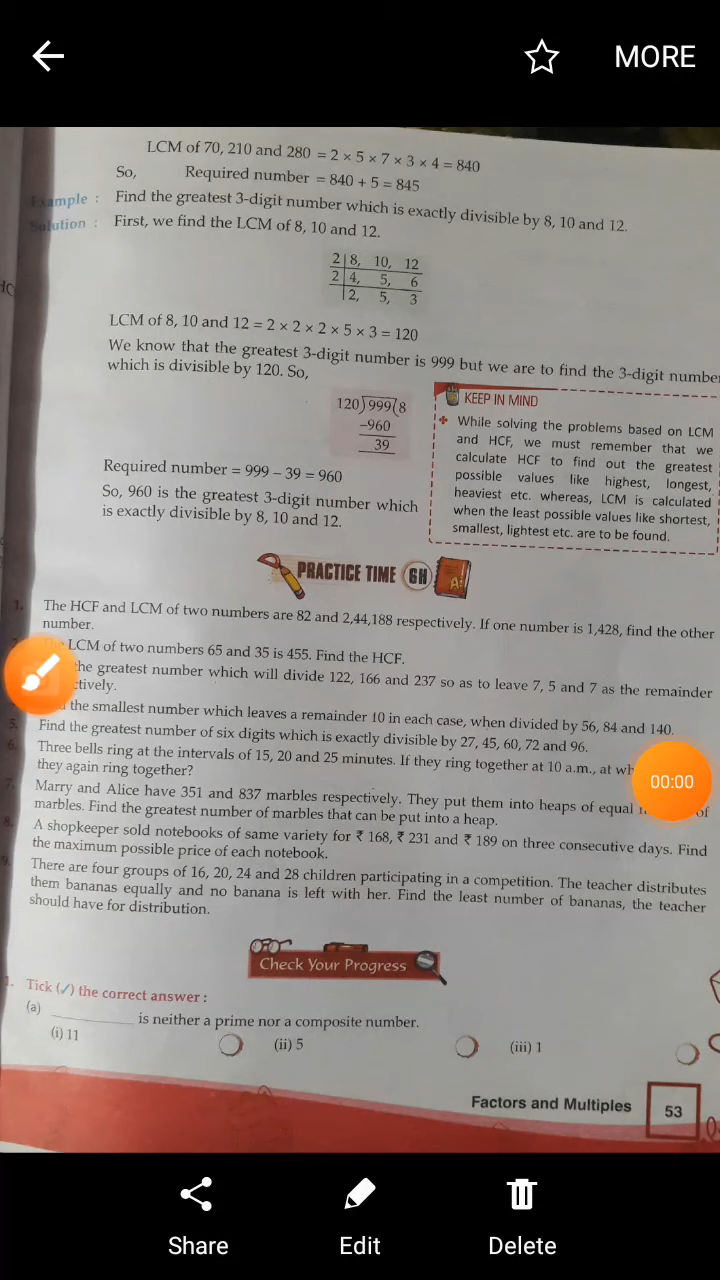 MORE
LCM of 70, 210 and 280 = 2 × 5 × 7 × 3 × 4 = 840
So, Required number = 840 + 5 = 845
Example : Find the greatest 3-digit number which is exactly divisible by 8, 10 and 12.
Solution : First, we find the LCM of 8, 10 and 12.
2 | 8, 10, 12
2 | 4, 5, 6
| 2, 5, 3
LCM of 8, 10 and 12 = 2 × 2 × 2 × 5 × 3 = 120
We know that the greatest 3-digit number is 999 but we are to find the 3-digit number
which is divisible by 120. So,
120)999(8
–960
39
Required number = 999 – 39 = 960
So, 960 is the greatest 3-digit number which
is exactly divisible by 8, 10 and 12.
KEEP IN MIND
While solving the problems based on LCM
and HCF, we must remember that we
calculate HCF to find out the greatest
possible values like highest, longest,
heaviest etc. whereas, LCM is calculated
when the least possible values like shortest,
smallest, lightest etc. are to be found.
PRACTICE TIME 6H
1. The HCF and LCM of two numbers are 82 and 2,44,188 respectively. If one number is 1,428, find the other
number.
LCM of two numbers 65 and 35 is 455. Find the HCF.
the greatest number which will divide 122, 166 and 237 so as to leave 7, 5 and 7 as the remainder
ctively.
the smallest number which leaves a remainder 10 in each case, when divided by 56, 84 and 140.
5. Find the greatest number of six digits which is exactly divisible by 27, 45, 60, 72 and 96.
6. Three bells ring at the intervals of 15, 20 and 25 minutes. If they ring together at 10 a.m., at wh
they again ring together?
00:00
7. Marry and Alice have 351 and 837 marbles respectively. They put them into heaps of equal of
marbles. Find the greatest number of marbles that can be put into a heap.
8. A shopkeeper sold notebooks of same variety for ₹ 168, ₹ 231 and ₹ 189 on three consecutive days. Find
the maximum possible price of each notebook.
9. There are four groups of 16, 20, 24 and 28 children participating in a competition. The teacher distributes
them bananas equally and no banana is left with her. Find the least number of bananas, the teacher
should have for distribution.
Check Your Progress
1. Tick (✓) the correct answer :
(a) ________ is neither a prime nor a composite number.
(i) 11 (ii) 5 (iii) 1
Factors and Multiples 53
Share Edit Delete